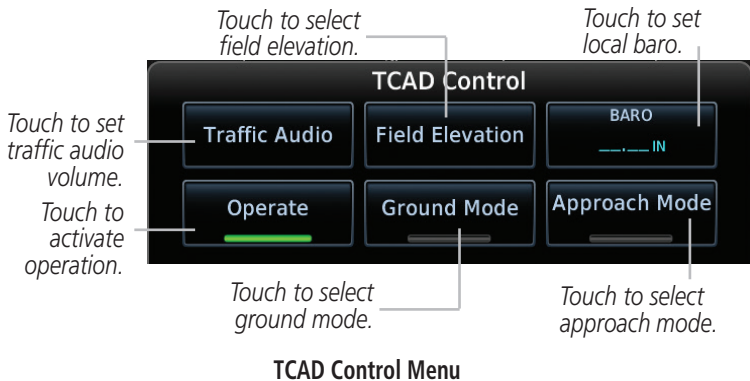 Touch to select
field elevation.
Touch to set
local baro.
TCAD Control
Touch to set
traffic audio
volume.
Traffic Audio
Field Elevation
BARO
__.__ IN
Touch to
activate
operation.
Operate
Ground Mode
Approach Mode
Touch to select
ground mode.
Touch to select
approach mode.
TCAD Control Menu